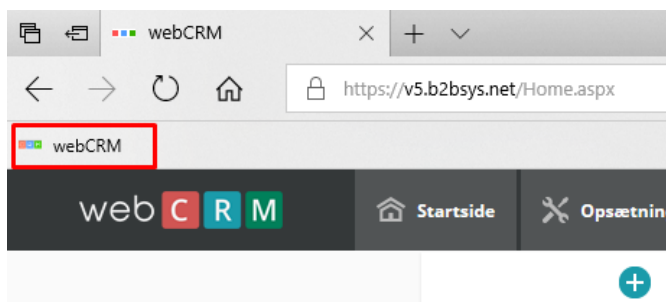 webCRM
https://v5.b2bsys.net/Home.aspx
webCRM
web C R M Startside Opsætnin